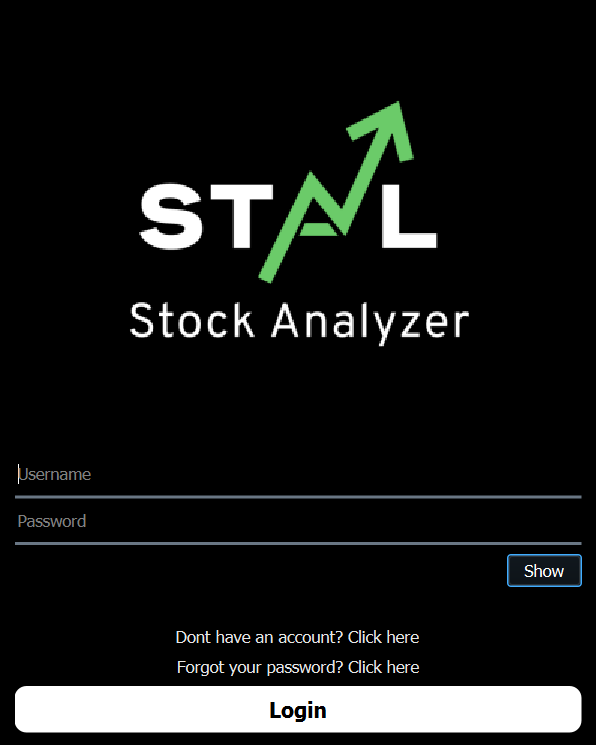 STAL
Stock Analyzer
Username
Password
Show
Dont have an account? Click here
Forgot your password? Click here
Login